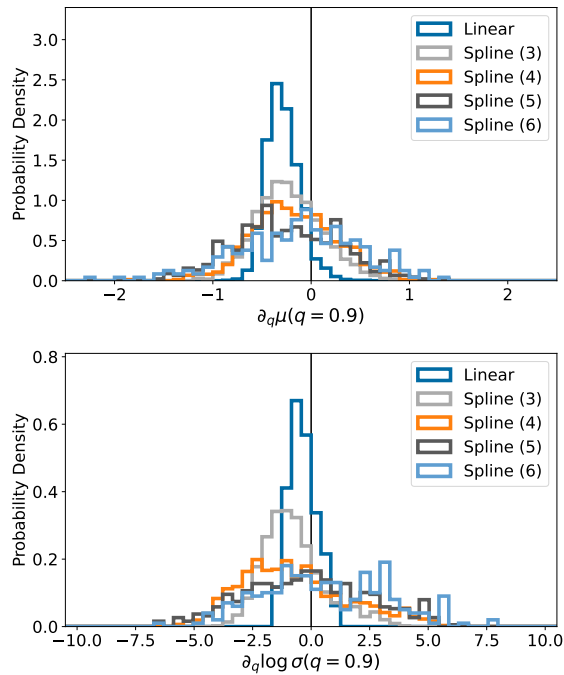 3.0
2.5
2.0
1.5
1.0
0.5
0.0
Probability Density
Linear
Spline (3)
Spline (4)
Spline (5)
Spline (6)
−2 −1 0 1 2
∂qμ(q = 0.9)
0.8
0.6
0.4
0.2
0.0
Probability Density
Linear
Spline (3)
Spline (4)
Spline (5)
Spline (6)
−10.0 −7.5 −5.0 −2.5 0.0 2.5 5.0 7.5 10.0
∂q log σ(q = 0.9)